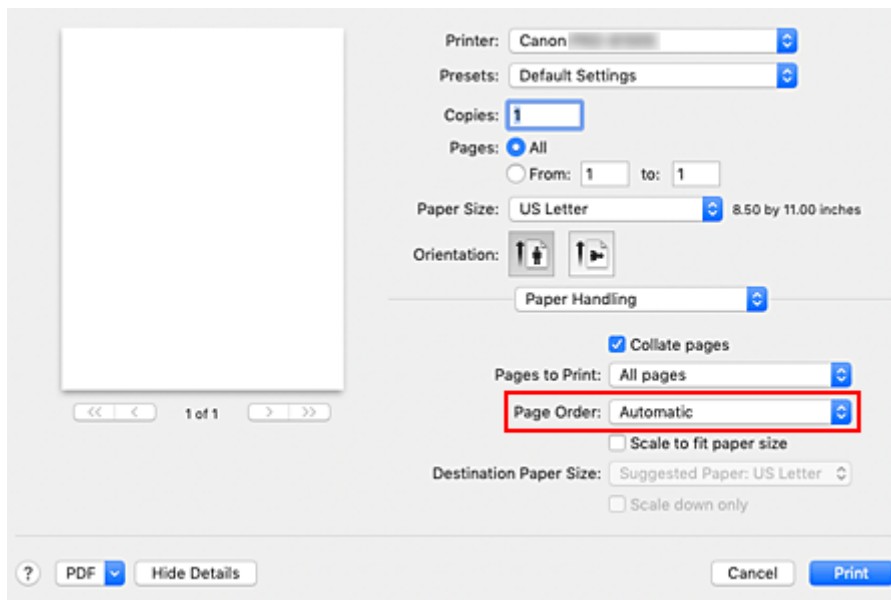 Printer: Canon
Presets: Default Settings
Copies: 1
Pages: All
From: 1 to: 1
Paper Size: US Letter 8.50 by 11.00 inches
Orientation:
Paper Handling
Collate pages
Pages to Print: All pages
Page Order: Automatic
Scale to fit paper size
Destination Paper Size: Suggested Paper: US Letter
Scale down only
<< < 1 of 1 > >>
? PDF Hide Details Cancel Print